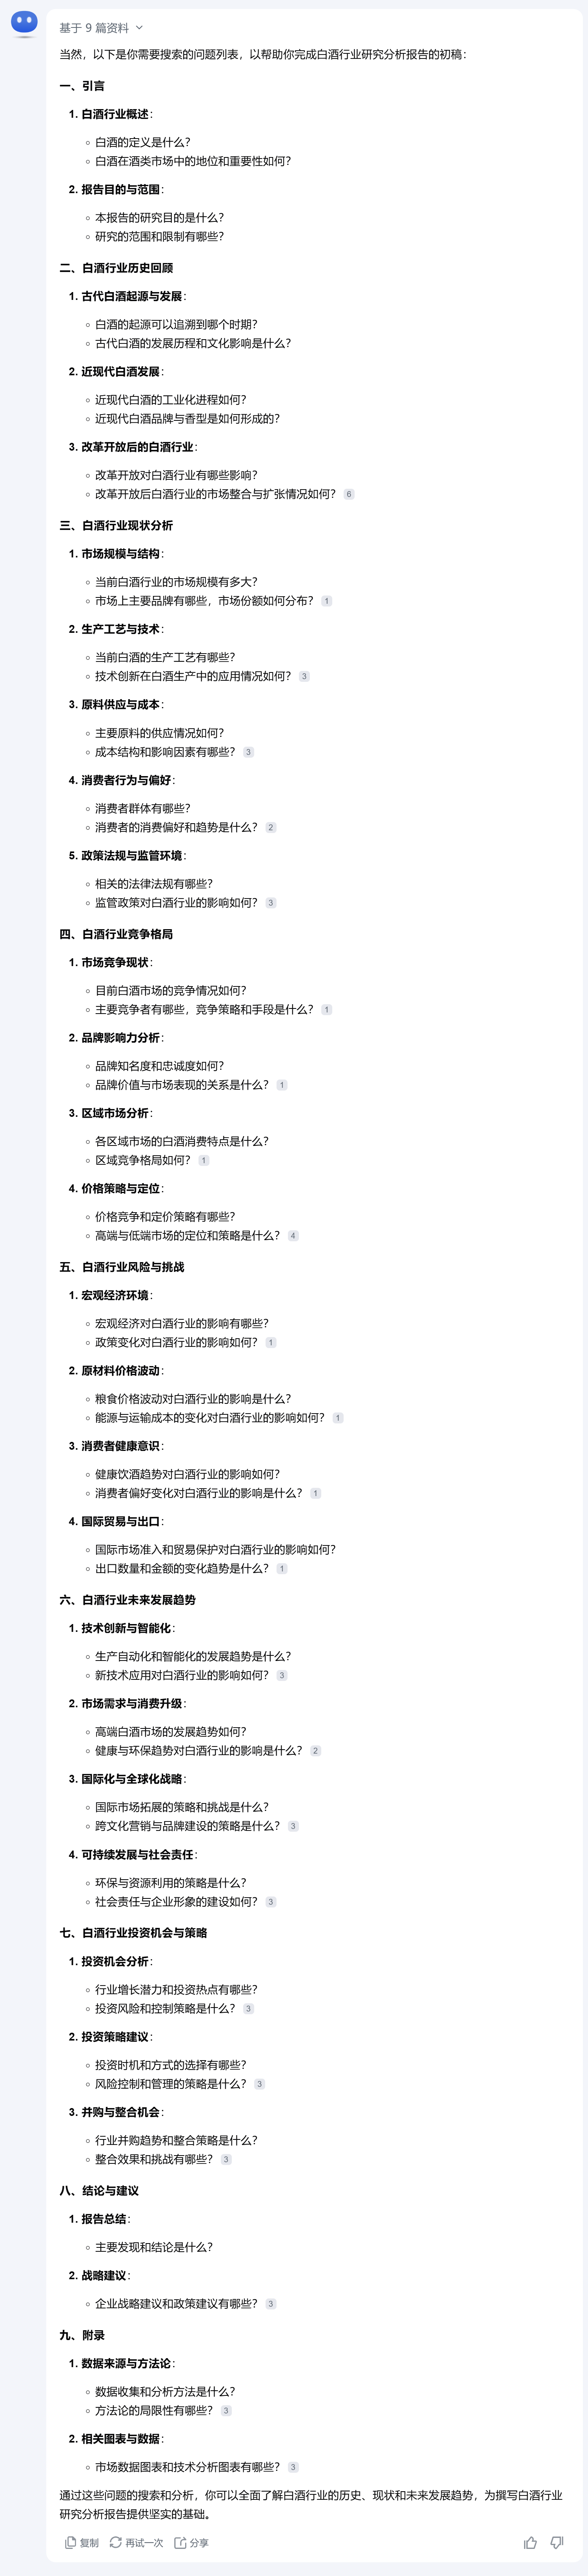 基于 9 篇资料
当然，以下是你需要搜索的问题列表，以帮助你完成白酒行业研究分析报告的初稿：
一、引言
1. 白酒行业概述：
白酒的定义是什么？
白酒在酒类市场中的地位和重要性如何？
2. 报告目的与范围：
本报告的研究目的是什么？
研究的范围和限制有哪些？
二、白酒行业历史回顾
1. 古代白酒起源与发展：
白酒的起源可以追溯到哪个时期？
古代白酒的发展历程和文化影响是什么？
2. 近现代白酒发展：
近现代白酒的工业化进程如何？
近现代白酒品牌与香型是如何形成的？
3. 改革开放后的白酒行业：
改革开放对白酒行业有哪些影响？
改革开放后白酒行业的市场整合与扩张情况如何？ 6
三、白酒行业现状分析
1. 市场规模与结构：
当前白酒行业的市场规模有多大？
市场上主要品牌有哪些，市场份额如何分布？ 1
2. 生产工艺与技术：
当前白酒的生产工艺有哪些？
技术创新在白酒生产中的应用情况如何？ 3
3. 原料供应与成本：
主要原料的供应情况如何？
成本结构和影响因素有哪些？ 3
4. 消费者行为与偏好：
消费者群体有哪些？
消费者的消费偏好和趋势是什么？ 2
5. 政策法规与监管环境：
相关的法律法规有哪些？
监管政策对白酒行业的影响如何？ 3
四、白酒行业竞争格局
1. 市场竞争现状：
目前白酒市场的竞争情况如何？
主要竞争者有哪些，竞争策略和手段是什么？ 1
2. 品牌影响力分析：
品牌知名度和忠诚度如何？
品牌价值与市场表现的关系是什么？ 1
3. 区域市场分析：
各区域市场的白酒消费特点是什么？
区域竞争格局如何？ 1
4. 价格策略与定位：
价格竞争和定价策略有哪些？
高端与低端市场的定位和策略是什么？ 4
五、白酒行业风险与挑战
1. 宏观经济环境：
宏观经济对白酒行业的影响有哪些？
政策变化对白酒行业的影响如何？ 1
2. 原材料价格波动：
粮食价格波动对白酒行业的影响是什么？
能源与运输成本的变化对白酒行业的影响如何？ 1
3. 消费者健康意识：
健康饮酒趋势对白酒行业的影响如何？
消费者偏好变化对白酒行业的影响是什么？ 1
4. 国际贸易与出口：
国际市场准入和贸易保护对白酒行业的影响如何？
出口数量和金额的变化趋势是什么？ 1
六、白酒行业未来发展趋势
1. 技术创新与智能化：
生产自动化和智能化的发展趋势是什么？
新技术应用对白酒行业的影响如何？ 3
2. 市场需求与消费升级：
高端白酒市场的发展趋势如何？
健康与环保趋势对白酒行业的影响是什么？ 2
3. 国际化与全球化战略：
国际市场拓展的策略和挑战是什么？
跨文化营销与品牌建设的策略是什么？ 3
4. 可持续发展与社会责任：
环保与资源利用的策略是什么？
社会责任与企业形象的建设如何？ 3
七、白酒行业投资机会与策略
1. 投资机会分析：
行业增长潜力和投资热点有哪些？
投资风险和控制策略是什么？ 3
2. 投资策略建议：
投资时机和方式的选择有哪些？
风险控制和管理的策略是什么？ 3
3. 并购与整合机会：
行业并购趋势和整合策略是什么？
整合效果和挑战有哪些？ 3
八、结论与建议
1. 报告总结：
主要发现和结论是什么？
2. 战略建议：
企业战略建议和政策建议有哪些？ 3
九、附录
1. 数据来源与方法论：
数据收集和分析方法是什么？
方法论的局限性有哪些？ 3
2. 相关图表与数据：
市场数据图表和技术分析图表有哪些？ 3
通过这些问题的搜索和分析，你可以全面了解白酒行业的历史、现状和未来发展趋势，为撰写白酒行业
研究分析报告提供坚实的基础。
复制 再试一次 分享